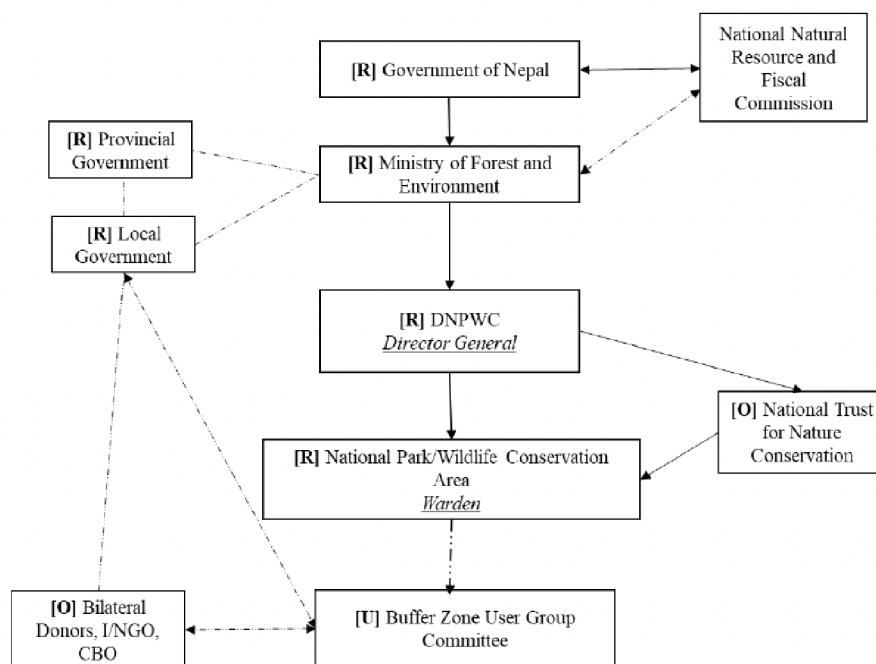 [R] Government of Nepal
National Natural
Resource and
Fiscal
Commission
[R] Provincial
Government
[R] Ministry of Forest and
Environment
[R] Local
Government
[R] DNPWC
Director General
[O] National Trust
for Nature
Conservation
[R] National Park/Wildlife Conservation
Area
Warden
[O] Bilateral
Donors, I/NGO,
CBO
[U] Buffer Zone User Group
Committee